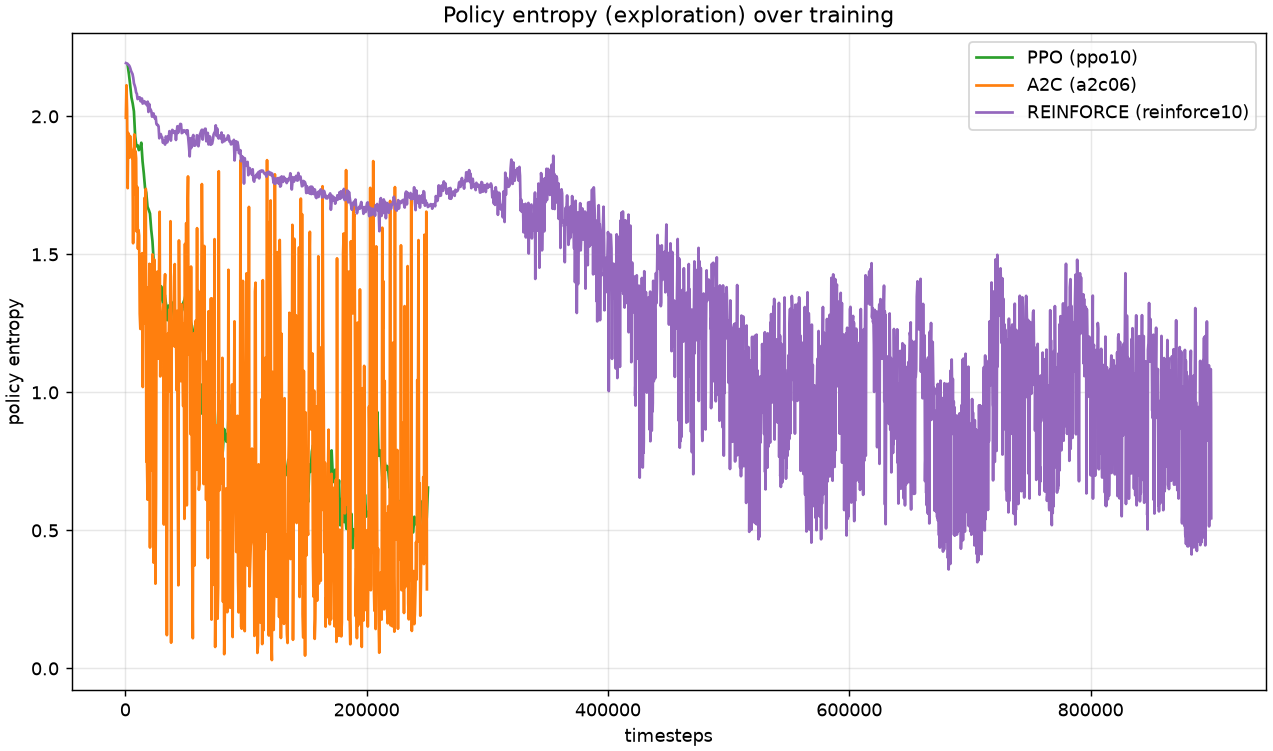 Policy entropy (exploration) over training
PPO (ppo10)
A2C (a2c06)
REINFORCE (reinforce10)
policy entropy
2.0
1.5
1.0
0.5
0.0
0 200000 400000 600000 800000
timesteps